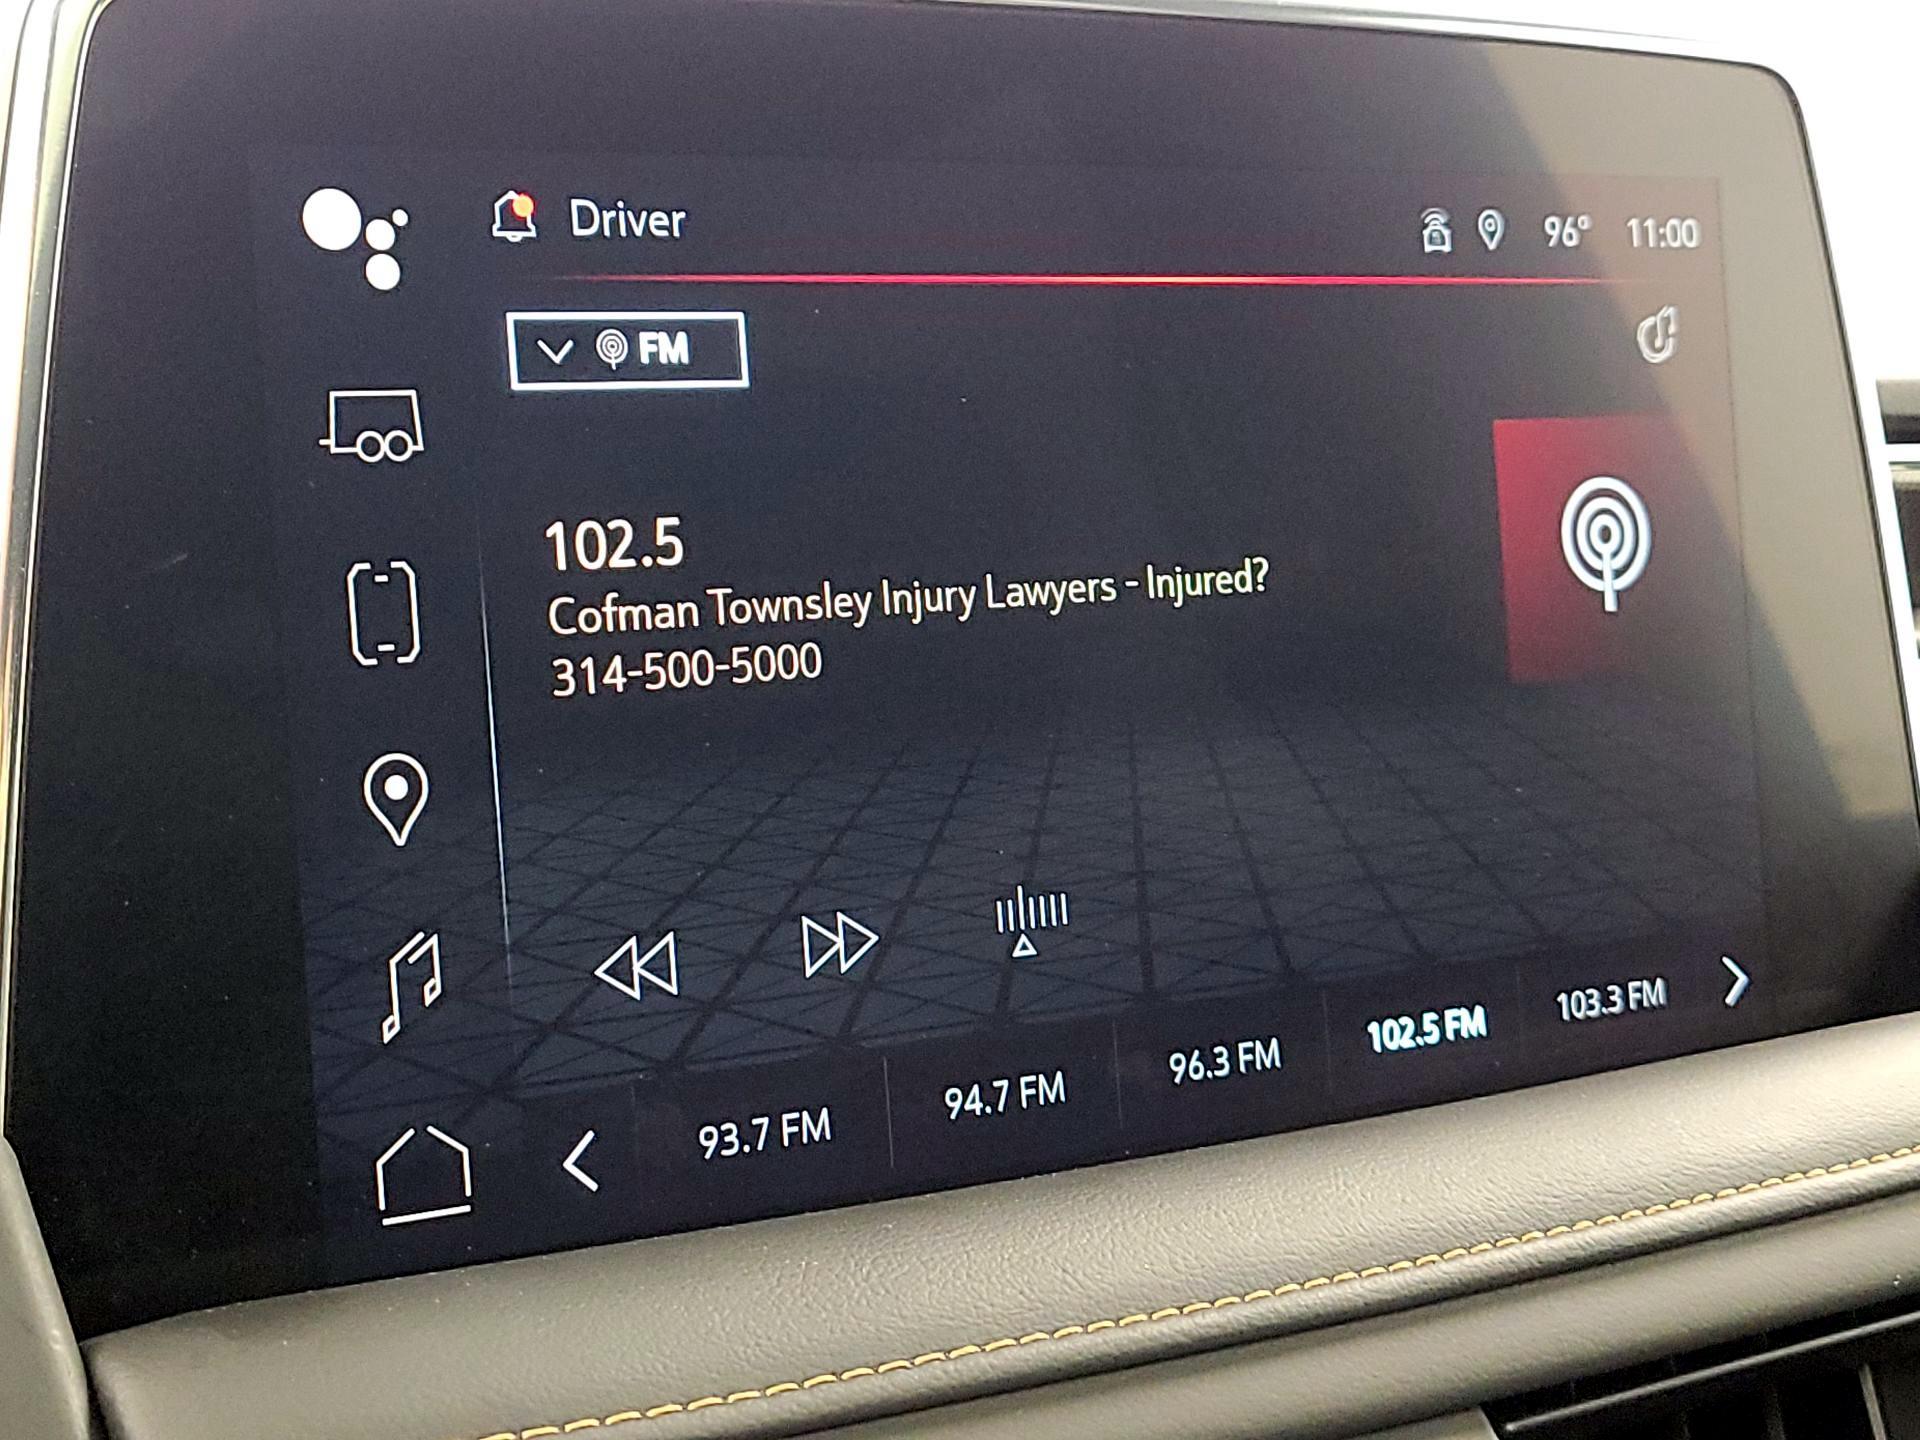 Driver
96° 11:00
FM
102.5
Cofman Townsley Injury Lawyers - Injured?
314-500-5000
93.7 FM
94.7 FM
96.3 FM
102.5 FM
103.3 FM